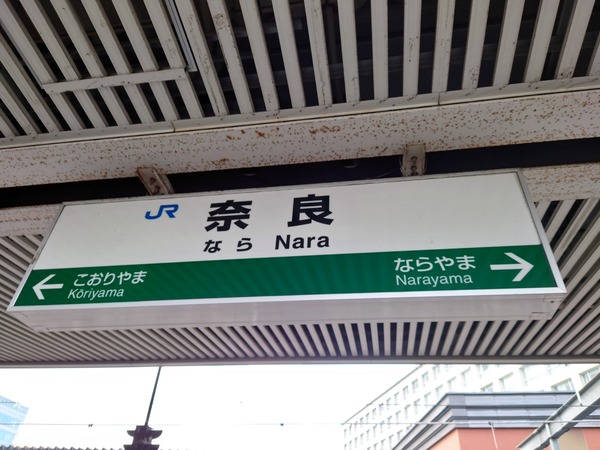 JR 奈良
なら Nara
← こおりやま
Kōriyama
ならやま →
Narayama